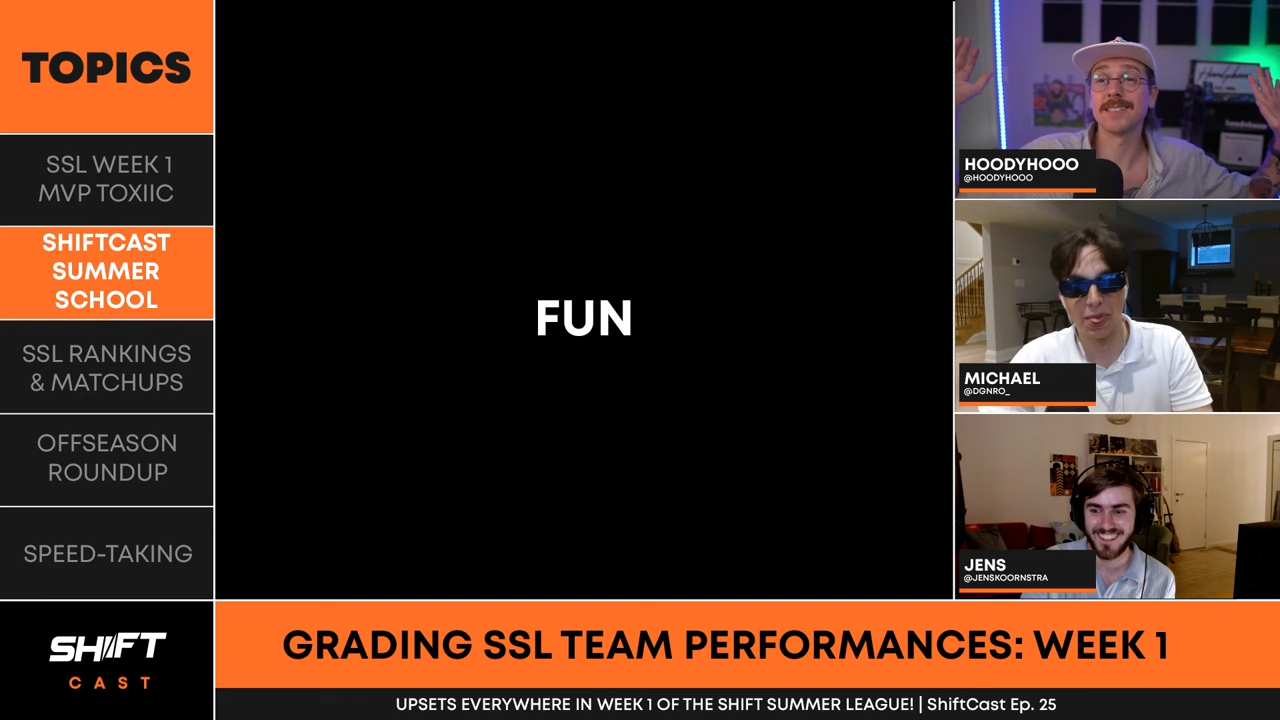 TOPICS
SSL WEEK 1
MVP TOXIIC
SHIFTCAST
SUMMER
SCHOOL
SSL RANKINGS
& MATCHUPS
OFFSEASON
ROUNDUP
SPEED-TAKING
SHIFT
CAST
FUN
HOODYHOOO
@HOODYHOOO
MICHAEL
@DGNRO_
JENS
@JENSKOORNSTRA
GRADING SSL TEAM PERFORMANCES: WEEK 1
UPSETS EVERYWHERE IN WEEK 1 OF THE SHIFT SUMMER LEAGUE! | ShiftCast Ep. 25